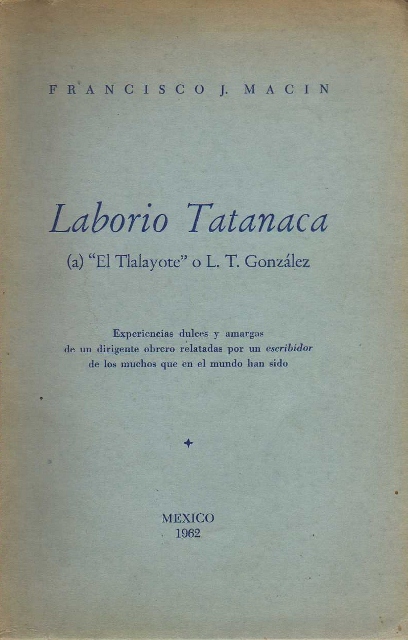 FRANCISCO J. MACIN
Laborio Tatanaca
(a) “El Tlalayote” o L. T. González
Experiencias dulces y amargas
de un dirigente obrero relatadas por un escribidor
de los muchos que en el mundo han sido
MEXICO
1962